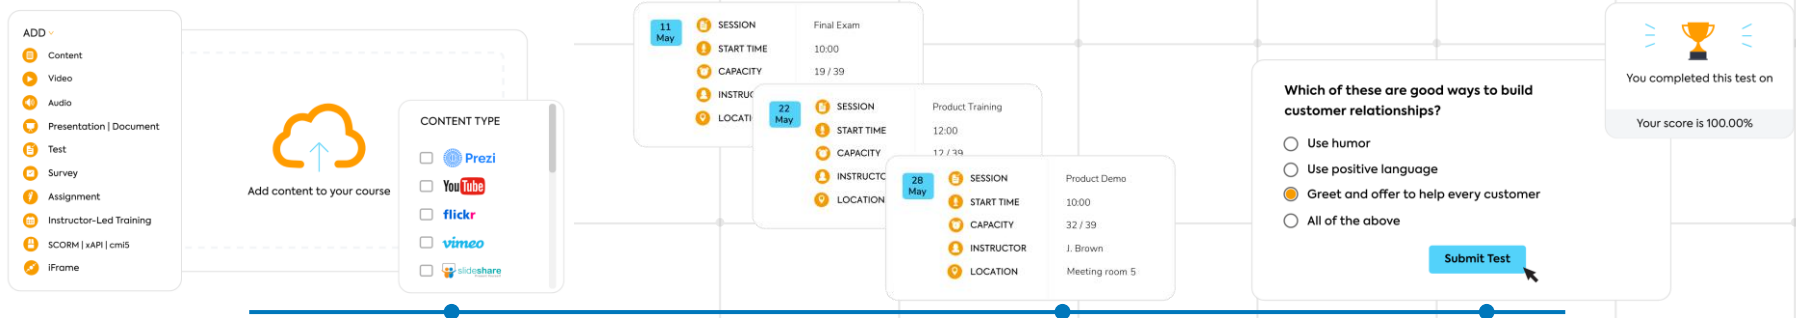 ADD
Content
Video
Audio
Presentation | Document
Test
Survey
Assignment
Instructor-Led Training
SCORM | xAPI | cmi5
iFrame
Add content to your course
CONTENT TYPE
Prezi
YouTube
flickr
vimeo
slideshare
11 May
SESSION Final Exam
START TIME 10:00
CAPACITY 19 / 39
INSTRUC
LOCATI
22 May
SESSION Product Training
START TIME 12:00
CAPACITY 12 / 39
INSTRUCTO
LOCATION
28 May
SESSION Product Demo
START TIME 10:00
CAPACITY 32 / 39
INSTRUCTOR J. Brown
LOCATION Meeting room 5
Which of these are good ways to build
customer relationships?
Use humor
Use positive language
Greet and offer to help every customer
All of the above
Submit Test
You completed this test on
Your score is 100.00%